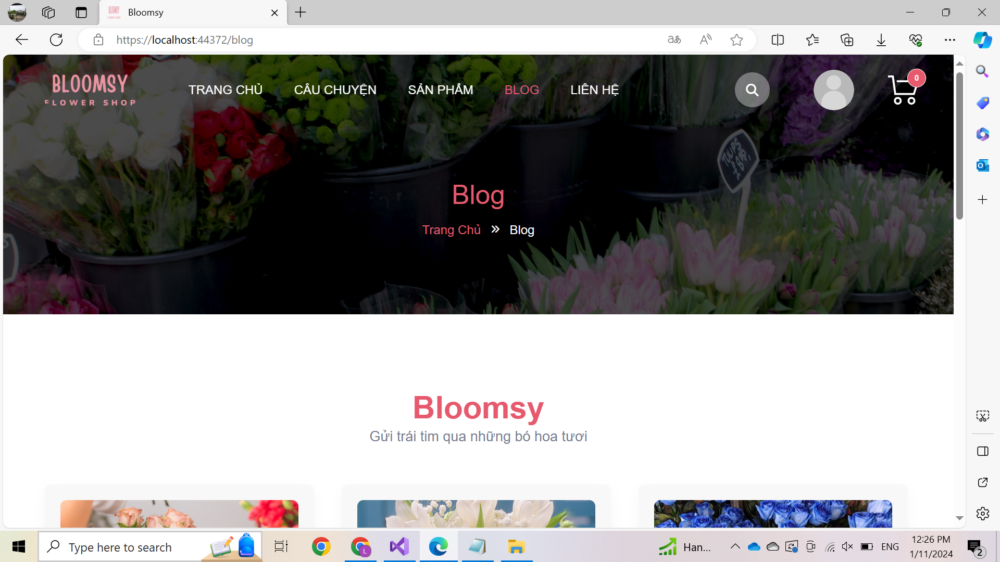 Bloomsy
https://localhost:44372/blog
BLOOMSY
FLOWER SHOP
TRANG CHỦ
CÂU CHUYỆN
SẢN PHẨM
BLOG
LIÊN HỆ
0
TULIPS
Blog
Trang Chủ » Blog
Bloomsy
Gửi trái tim qua những bó hoa tươi
Type here to search
L
Han...
ENG
12:26 PM
1/11/2024
2